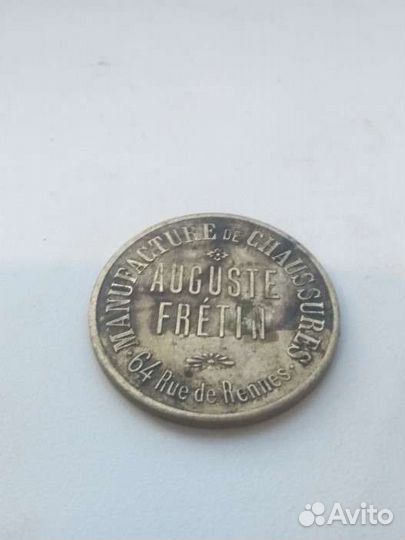 MANUFACTURE DE CHAUSSURES
AUGUSTE
FRÉTIN
64 Rue de Rennes.
Avito